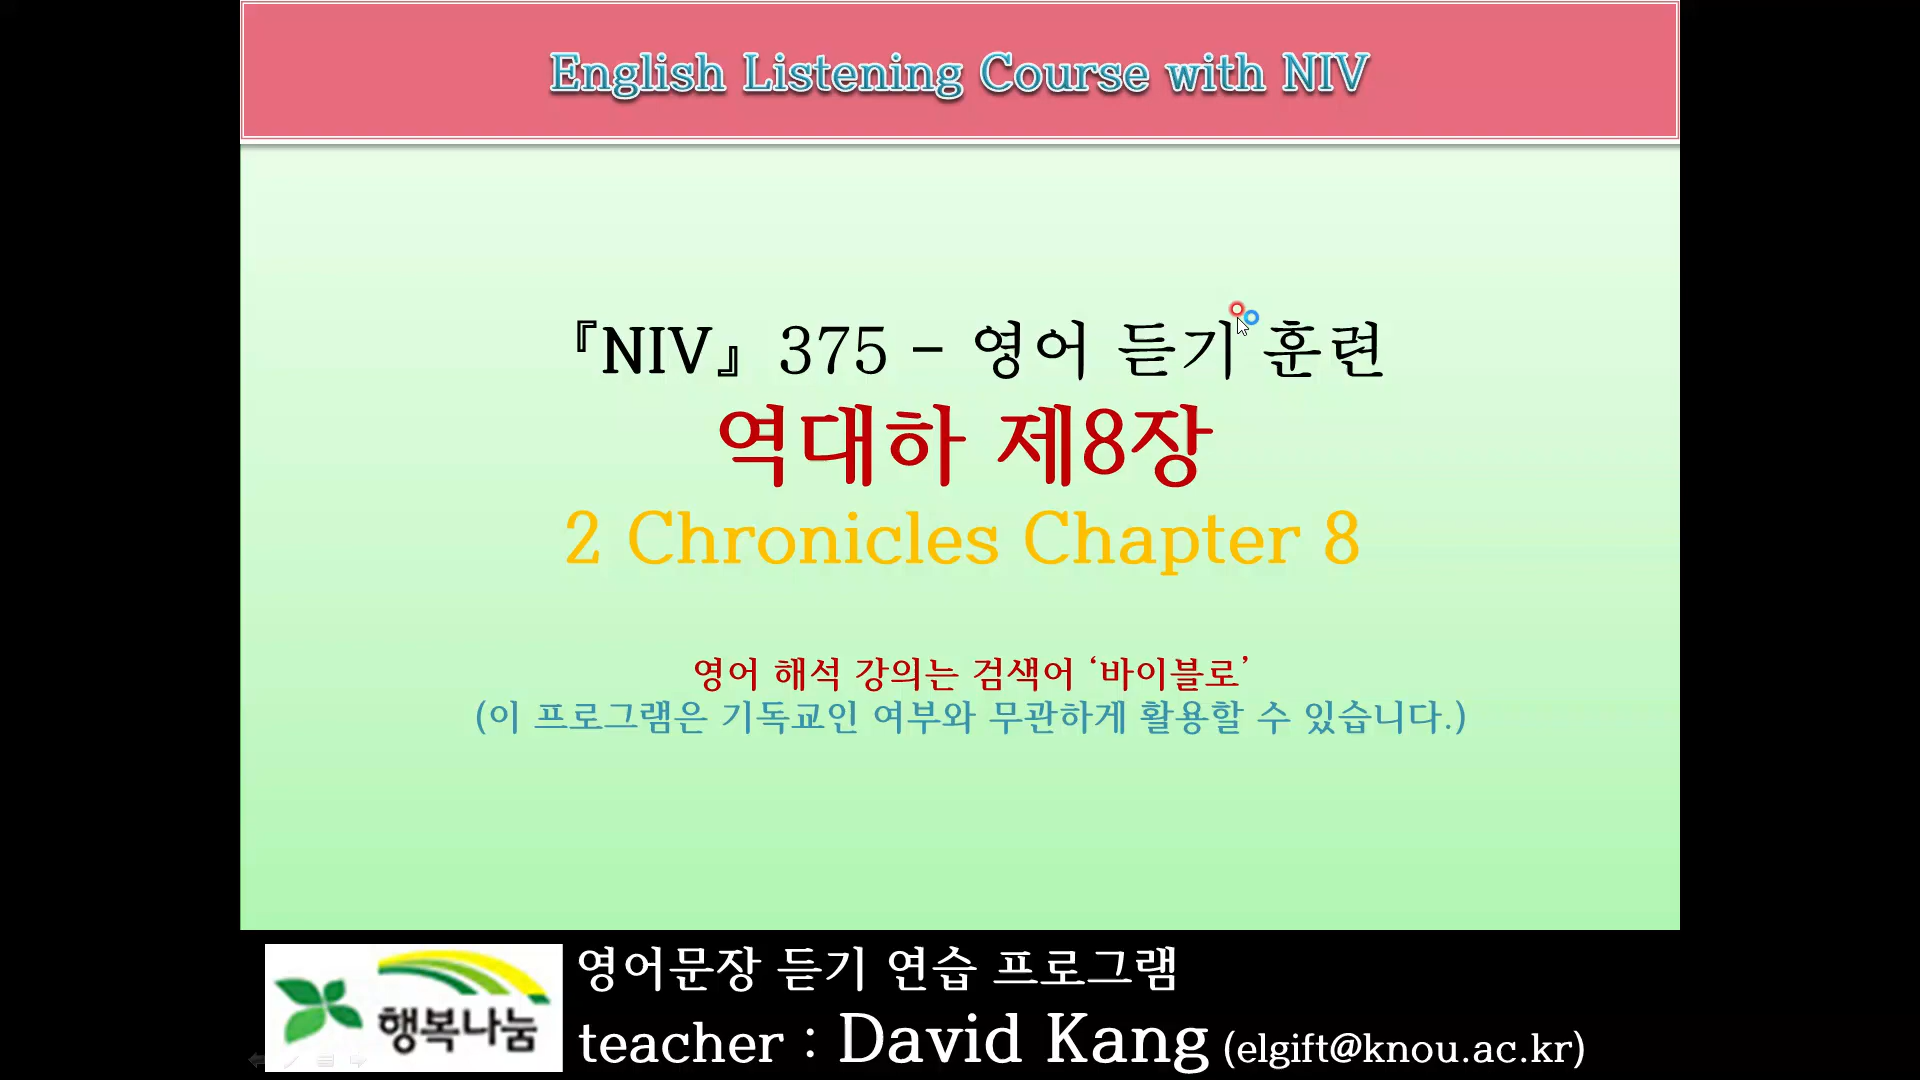 English Listening Course with NIV
『NIV』 375 - 영어 듣기 훈련
역대하 제8장
2 Chronicles Chapter 8
영어 해석 강의는 검색어 ‘바이블로’
(이 프로그램은 기독교인 여부와 무관하게 활용할 수 있습니다.)
행복나눔
영어문장 듣기 연습 프로그램
teacher : David Kang (elgift@knou.ac.kr)